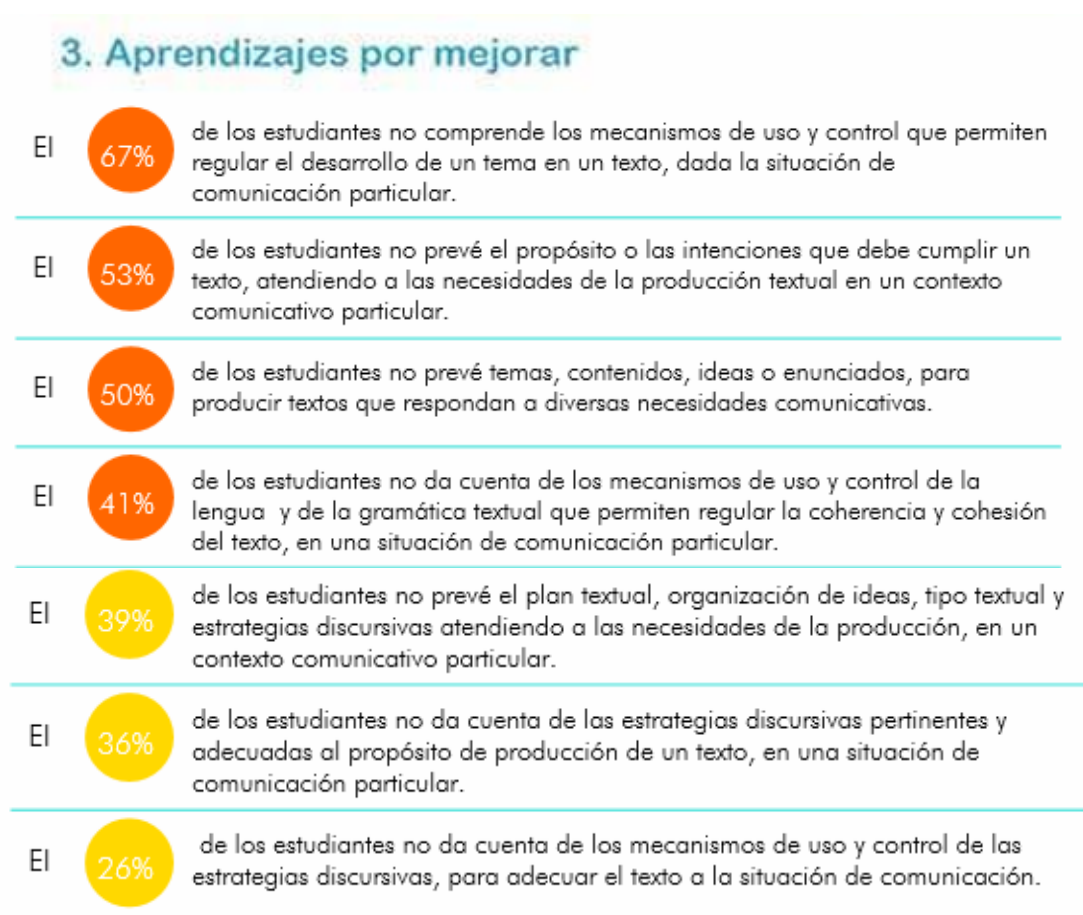 3. Aprendizajes por mejorar
El 67% de los estudiantes no comprende los mecanismos de uso y control que permiten
regular el desarrollo de un tema en un texto, dada la situación de
comunicación particular.
El 53% de los estudiantes no prevé el propósito o las intenciones que debe cumplir un
texto, atendiendo a las necesidades de la producción textual en un contexto
comunicativo particular.
El 50% de los estudiantes no prevé temas, contenidos, ideas o enunciados, para
producir textos que respondan a diversas necesidades comunicativas.
El 41% de los estudiantes no da cuenta de los mecanismos de uso y control de la
lengua y de la gramática textual que permiten regular la coherencia y cohesión
del texto, en una situación de comunicación particular.
El 39% de los estudiantes no prevé el plan textual, organización de ideas, tipo textual y
estrategias discursivas atendiendo a las necesidades de la producción, en un
contexto comunicativo particular.
El 36% de los estudiantes no da cuenta de las estrategias discursivas pertinentes y
adecuadas al propósito de producción de un texto, en una situación de
comunicación particular.
El 26% de los estudiantes no da cuenta de los mecanismos de uso y control de las
estrategias discursivas, para adecuar el texto a la situación de comunicación.